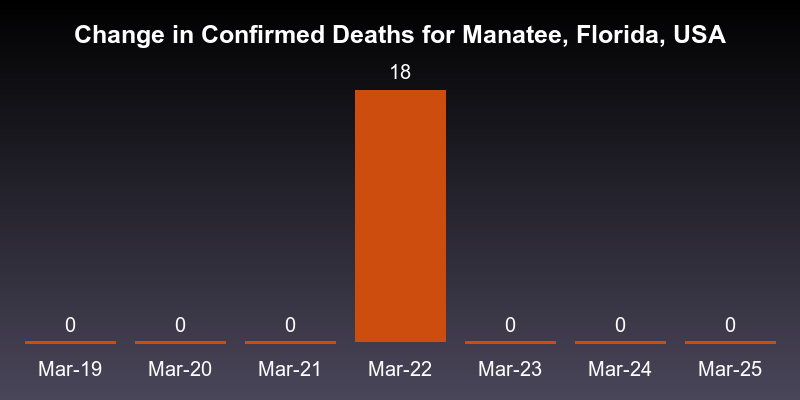 Change in Confirmed Deaths for Manatee, Florida, USA
18
0 0 0 0 0 0
Mar-19 Mar-20 Mar-21 Mar-22 Mar-23 Mar-24 Mar-25